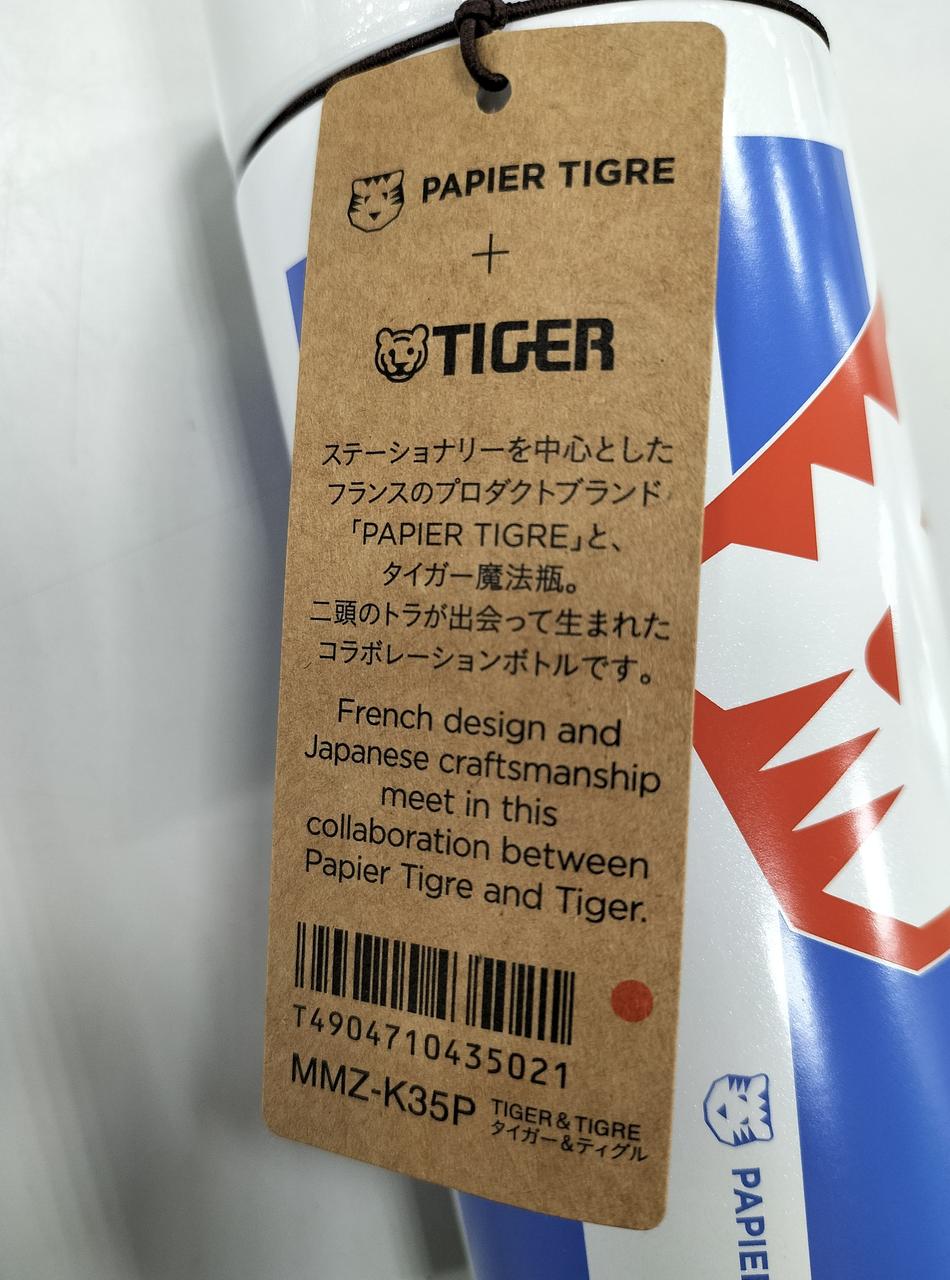 PAPIER TIGRE
+
TIGER
ステーショナリーを中心とした
フランスのプロダクトブランド
「PAPIER TIGRE」と、
タイガー魔法瓶。
二頭のトラが出会って生まれた
コラボレーションボトルです。
French design and
Japanese craftsmanship
meet in this
collaboration between
Papier Tigre and Tiger.
T4904710435021
MMZ-K35P
TIGER & TIGRE
タイガー&ティグル